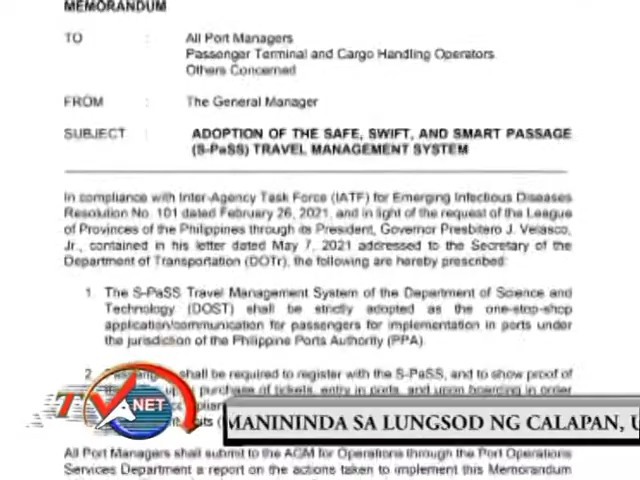 MEMORANDUM
TO : All Port Managers
Passenger Terminal and Cargo Handling Operators
Others Concerned
FROM : The General Manager
SUBJECT : ADOPTION OF THE SAFE, SWIFT, AND SMART PASSAGE
(S-PaSS) TRAVEL MANAGEMENT SYSTEM
In compliance with Inter-Agency Task Force (IATF) for Emerging Infectious Diseases
Resolution No. 101 dated February 26, 2021, and in light of the request of the League
of Provinces of the Philippines through its President, Governor Presbitero J. Velasco,
Jr., contained in his letter dated May 7, 2021 addressed to the Secretary of the
Department of Transportation (DOTr), the following are hereby prescribed:
1. The S-PaSS Travel Management System of the Department of Science and
Technology (DOST) shall be strictly adopted as the one-stop-shop
application/communication for passengers for implementation in ports under
the jurisdiction of the Philippine Ports Authority (PPA).
2. shall be required to register with the S-PaSS, and to show proof of
purchase of tickets, entry in ports, and upon boarding in order
TV NET
MANININDA SA LUNGSOD NG CALAPAN, U
All Port Managers shall submit to the AGM for Operations through the Port Operations
Services Department a report on the actions taken to implement this Memorandum